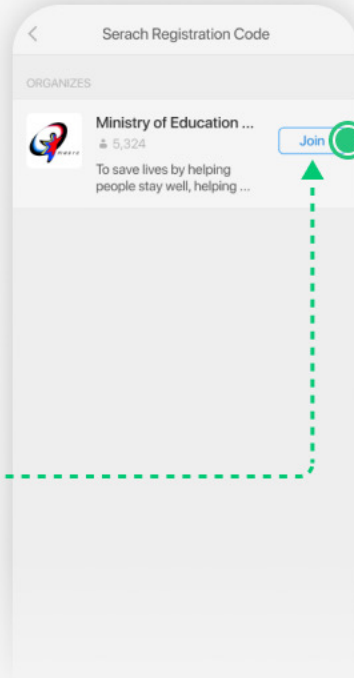 Serach Registration Code
ORGANIZES
Ministry of Education ...
5,324
Join
To save lives by helping
people stay well, helping ...